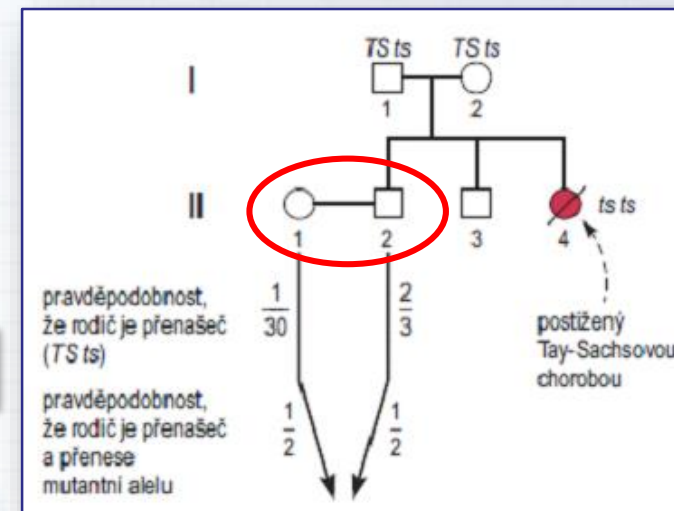 TS ts TS ts
I
1 2
II
ts ts
1 2 3 4
pravděpodobnost,
že rodič je přenašeč
(TS ts)
1/30
2/3
postižený
Tay-Sachsovou
chorobou
pravděpodobnost,
že rodič je přenašeč
a přenese
mutantní alelu
1/2
1/2